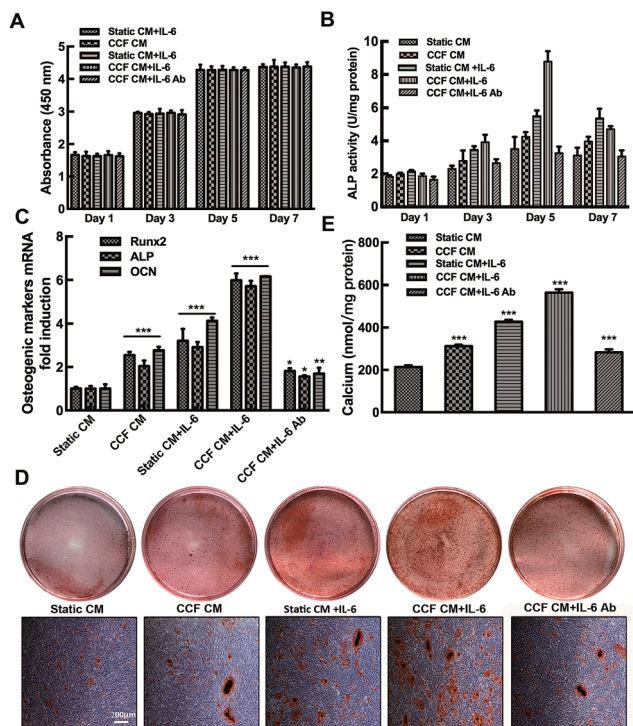 A
Static CM+IL-6
CCF CM
Static CM+IL-6
CCF CM+IL-6
CCF CM+IL-6 Ab
Absorbance (450 nm)
5
4
3
2
1
0
Day 1 Day 3 Day 5 Day 7
B
Static CM
CCF CM
Static CM +IL-6
CCF CM+IL-6
CCF CM+IL-6 Ab
ALP activity (U/mg protein)
10
8
6
4
2
0
Day 1 Day 3 Day 5 Day 7
C
Runx2
ALP
OCN
Osteogenic markers mRNA
fold induction
8
6
4
2
0
***
***
***
* * **
Static CM
CCF CM
Static CM+IL-6
CCF CM+IL-6
CCF CM+IL-6 Ab
E
Static CM
CCF CM
Static CM+IL-6
CCF CM+IL-6
CCF CM+IL-6 Ab
Calcium (nmol/mg protein)
800
600
400
200
0
*** *** *** ***
D
Static CM CCF CM Static CM +IL-6 CCF CM+IL-6 CCF CM+IL-6 Ab
200μm